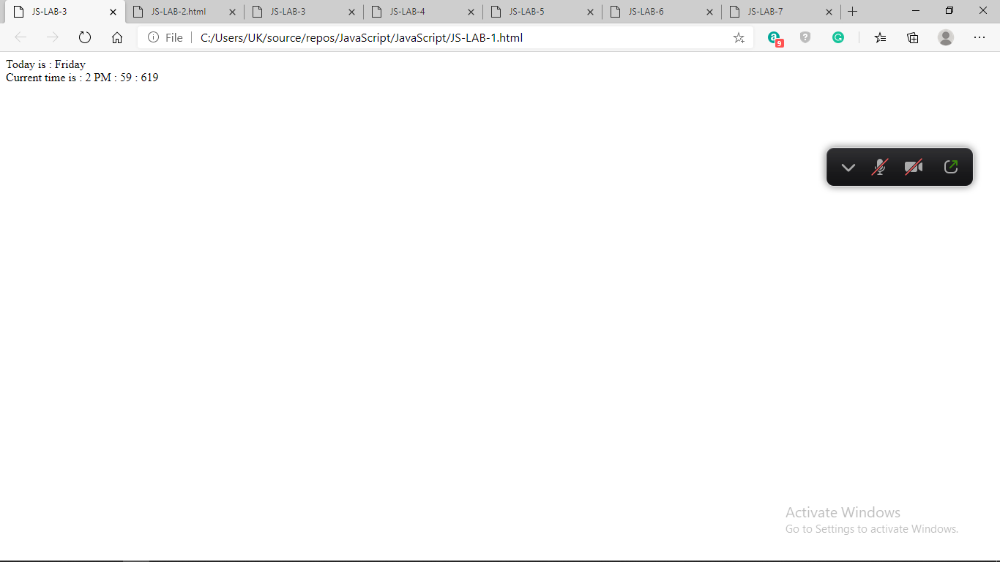 JS-LAB-3
JS-LAB-2.html
JS-LAB-3
JS-LAB-4
JS-LAB-5
JS-LAB-6
JS-LAB-7
File
C:/Users/UK/source/repos/JavaScript/JavaScript/JS-LAB-1.html
a
9
?
G
Today is : Friday
Current time is : 2 PM : 59 : 619
Activate Windows
Go to Settings to activate Windows.